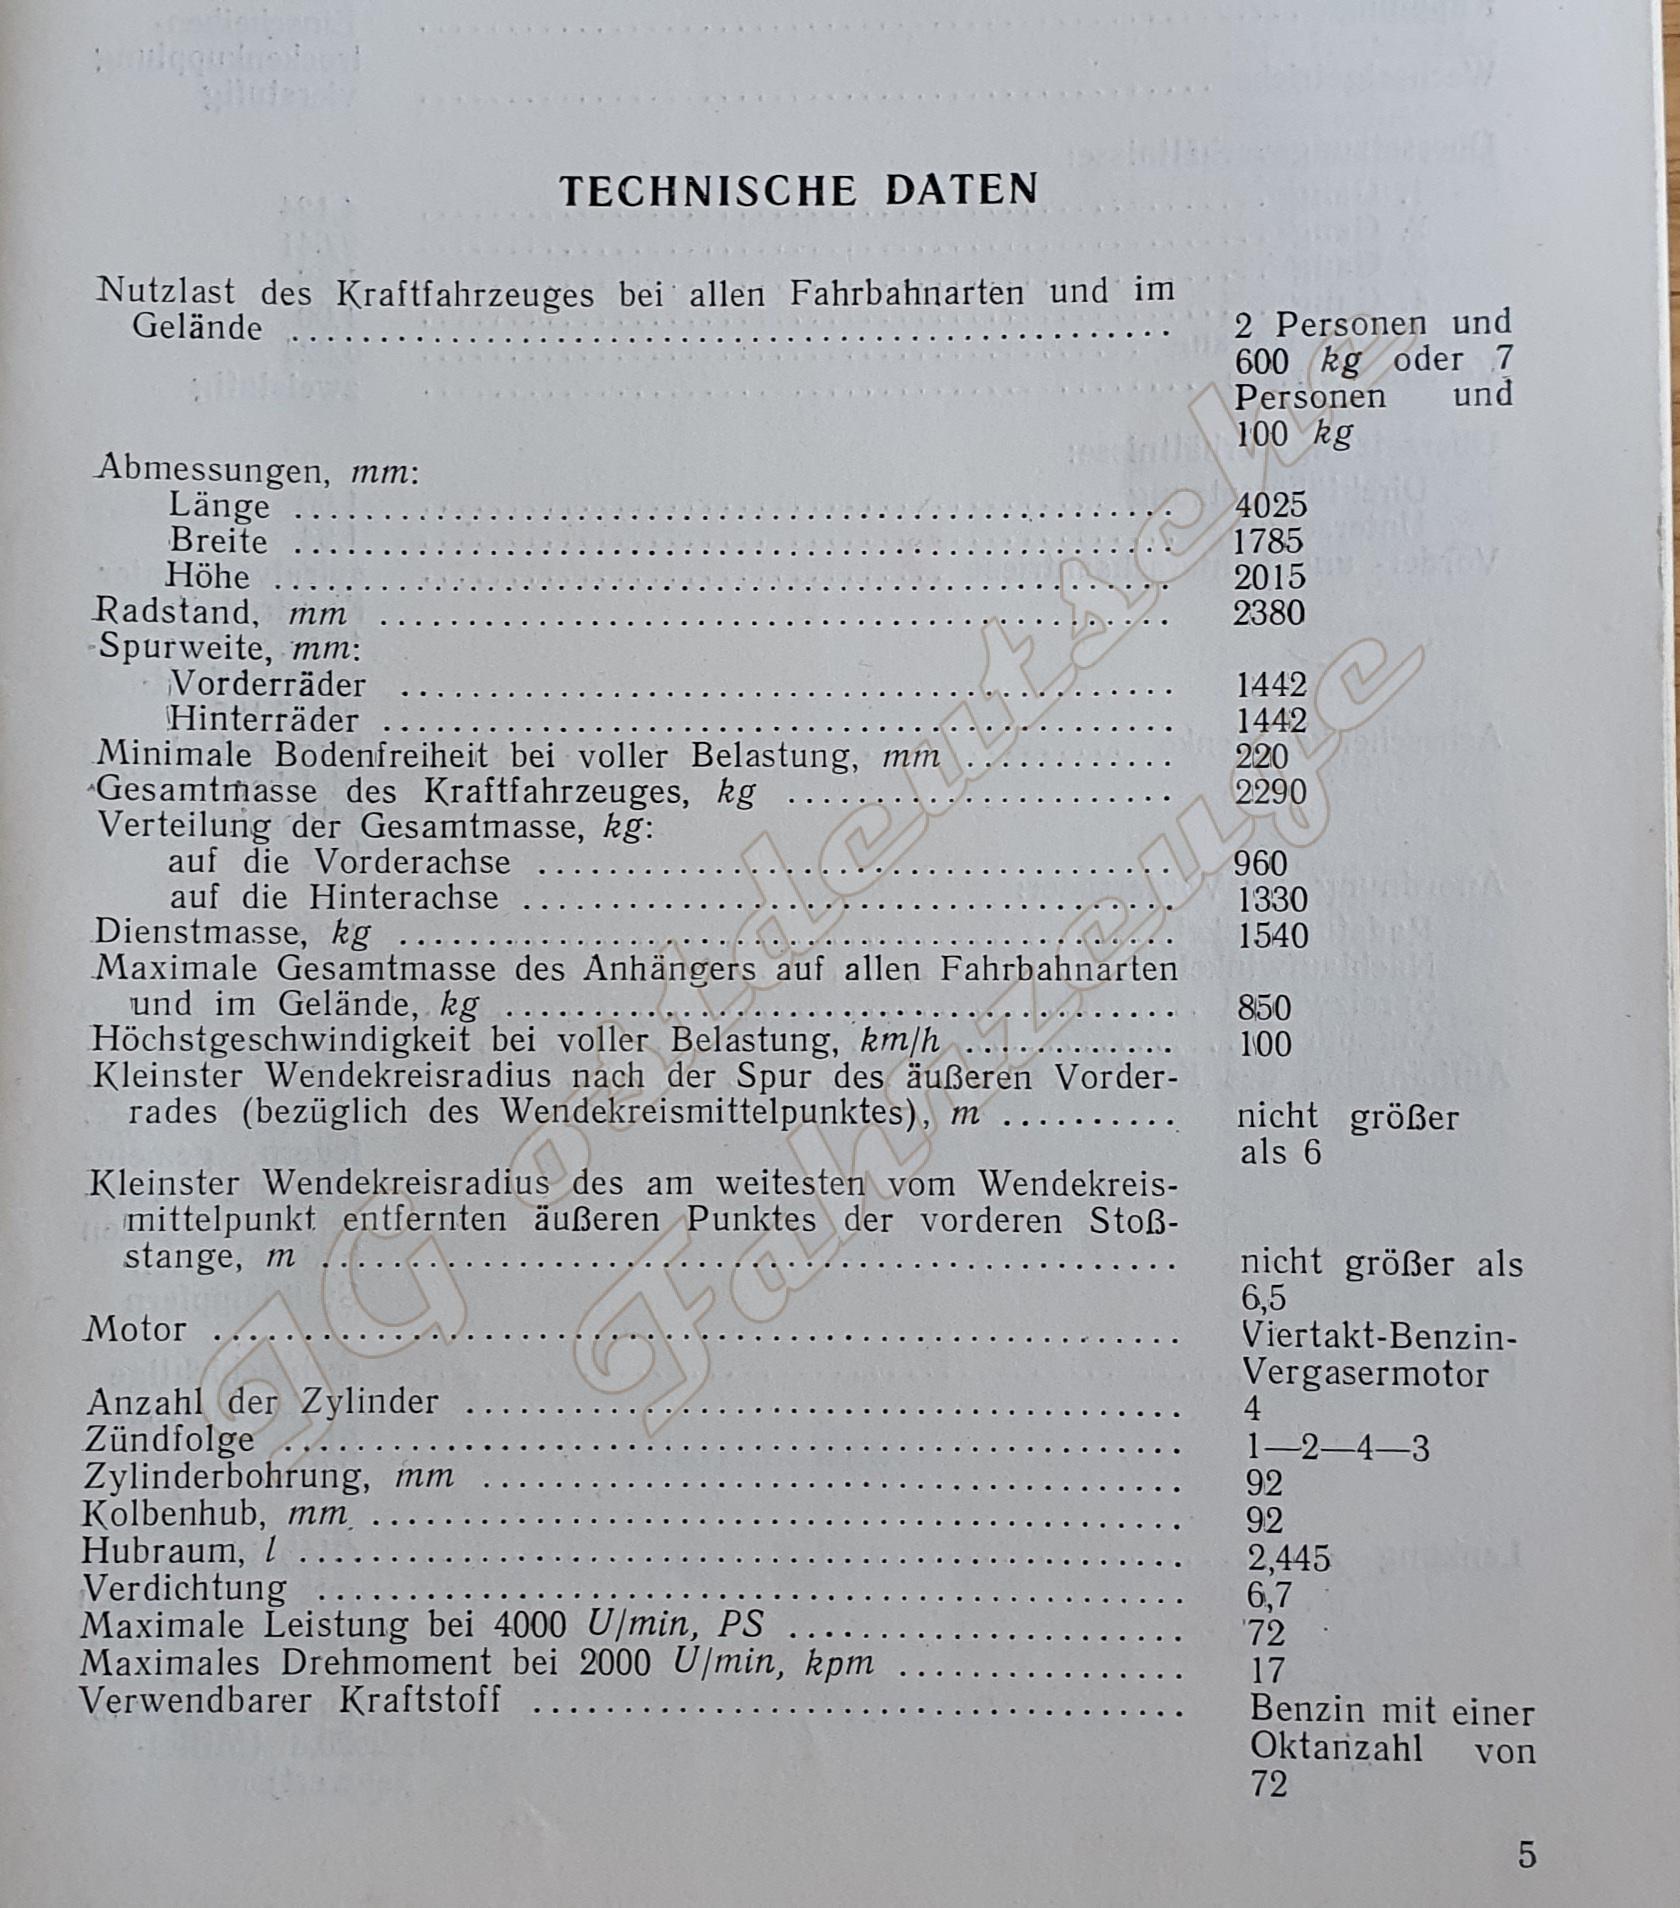 TECHNISCHE DATEN
Nutzlast des Kraftfahrzeuges bei allen Fahrbahnarten und im
Gelände ........ 2 Personen und
600 kg oder 7
Personen und
100 kg
Abmessungen, mm:
Länge ........ 4025
Breite ........ 1785
Höhe ........ 2015
Radstand, mm ........ 2380
Spurweite, mm:
Vorderräder ........ 1442
Hinterräder ........ 1442
Minimale Bodenfreiheit bei voller Belastung, mm ........ 220
Gesamtmasse des Kraftfahrzeuges, kg ........ 2290
Verteilung der Gesamtmasse, kg:
auf die Vorderachse ........ 960
auf die Hinterachse ........ 1330
Dienstmasse, kg ........ 1540
Maximale Gesamtmasse des Anhängers auf allen Fahrbahnarten
und im Gelände, kg ........ 850
Höchstgeschwindigkeit bei voller Belastung, km/h ........ 100
Kleinster Wendekreisradius nach der Spur des äußeren Vorder-
rades (bezüglich des Wendekreismittelpunktes), m ........ nicht größer
als 6
Kleinster Wendekreisradius des am weitesten vom Wendekreis-
mittelpunkt entfernten äußeren Punktes der vorderen Stoß-
stange, m ........ nicht größer als
6,5
Motor ........ Viertakt-Benzin-
Vergasermotor
Anzahl der Zylinder ........ 4
Zündfolge ........ 1—2—4—3
Zylinderbohrung, mm ........ 92
Kolbenhub, mm ........ 92
Hubraum, l ........ 2,445
Verdichtung ........ 6,7
Maximale Leistung bei 4000 U/min, PS ........ 72
Maximales Drehmoment bei 2000 U/min, kpm ........ 17
Verwendbarer Kraftstoff ........ Benzin mit einer
Oktanzahl von
72
5
IG ostdeutsche
Fahrzeuge